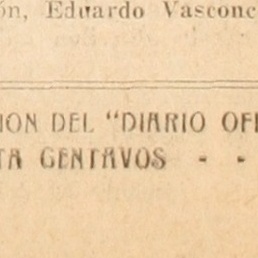 ón, Eduardo Vasconc
ION DEL "DIARIO OFI
TA CENTAVOS - -